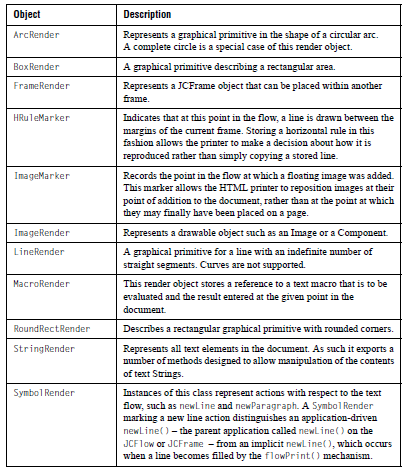 Object Description
ArcRender Represents a graphical primitive in the shape of a circular arc.
A complete circle is a special case of this render object.
BoxRender A graphical primitive describing a rectangular area.
FrameRender Represents a JCFrame object that can be placed within another
frame.
HRuleMarker Indicates that at this point in the flow, a line is drawn between the
margins of the current frame. Storing a horizontal rule in this
fashion allows the printer to make a decision about how it is
reproduced rather than simply copying a stored line.
ImageMarker Records the point in the flow at which a floating image was added.
This marker allows the HTML printer to reposition images at their
point of addition to the document, rather than at the point at which
they may finally have been placed on a page.
ImageRender Represents a drawable object such as an Image or a Component.
LineRender A graphical primitive for a line with an indefinite number of
straight segments. Curves are not supported.
MacroRender This render object stores a reference to a text macro that is to be
evaluated and the result entered at the given point in the
document.
RoundRectRender Describes a rectangular graphical primitive with rounded corners.
StringRender Represents all text elements in the document. As such it exports a
number of methods designed to allow manipulation of the contents
of text Strings.
SymbolRender Instances of this class represent actions with respect to the text
flow, such as newLine and newParagraph. A SymbolRender
marking a new line action distinguishes an application-driven
newLine() – the parent application called newLine() on the
JCFlow or JCFrame – from an implicit newLine(), which occurs
when a line becomes filled by the flowPrint() mechanism.